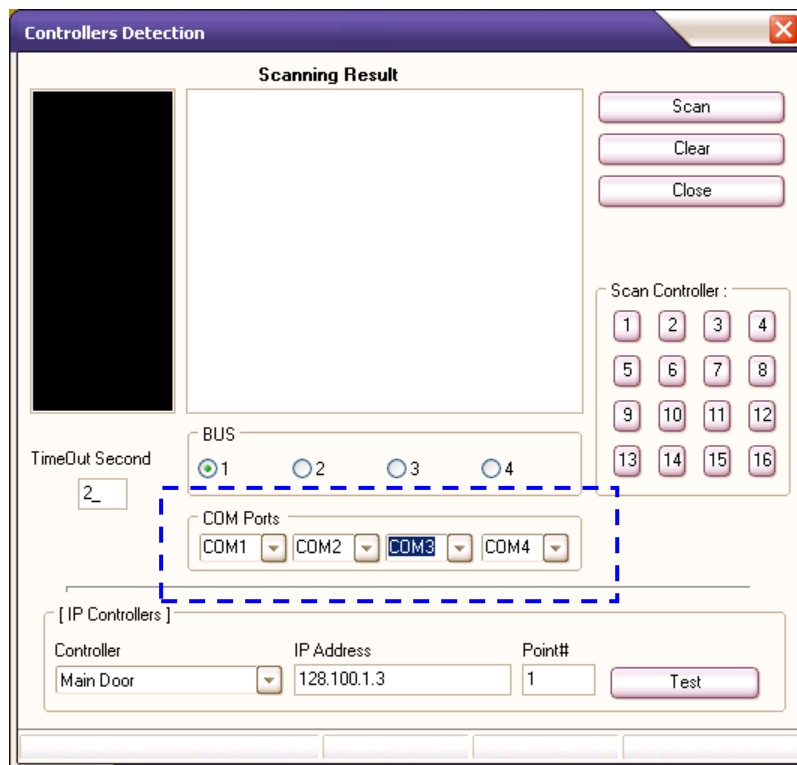 Controllers Detection
Scanning Result
Scan
Clear
Close
Scan Controller :
1 2 3 4
5 6 7 8
9 10 11 12
13 14 15 16
BUS
1 2 3 4
TimeOut Second
2_
COM Ports
COM1 COM2 COM3 COM4
[ IP Controllers ]
Controller IP Address Point#
Main Door 128.100.1.3 1 Test